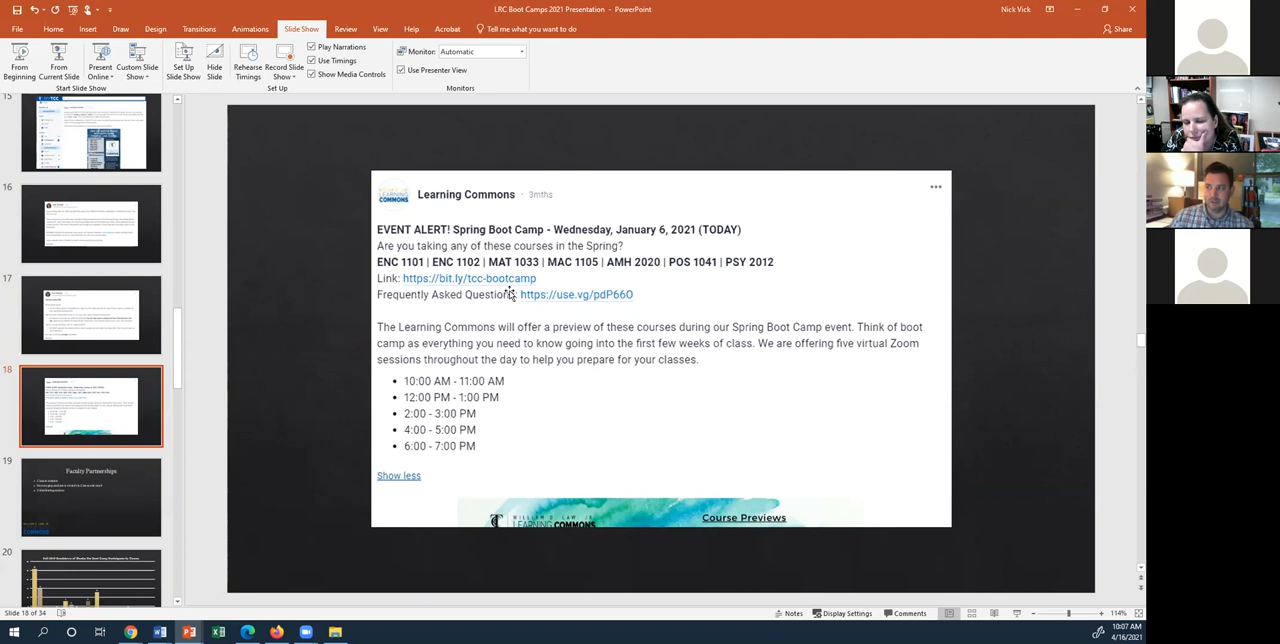 LRC Boot Camps 2021 Presentation - PowerPoint
Nick Vick
File Home Insert Draw Design Transitions Animations Slide Show Review View Help Acrobat Tell me what you want to do Share
From Beginning
From Current Slide
Present Online
Custom Slide Show
Set Up Slide Show
Hide Slide
Rehearse Timings
Record Slide Show
Play Narrations
Use Timings
Show Media Controls
Monitor: Automatic
Use Presenter View
Start Slide Show
Set Up
Monitors
15
16
17
18
19
Faculty Partnerships
20
Learning Commons · 3mths
EVENT ALERT! Spring Boot Camp - Wednesday, January 6, 2021 (TODAY)
Are you taking any of these courses in the Spring?
ENC 1101 | ENC 1102 | MAT 1033 | MAC 1105 | AMH 2020 | POS 1041 | PSY 2012
Link: https://bit.ly/tcc-bootcamp
Frequently Asked Questions: https://use.vg/pdP66O
The Learning Commons will offer a preview of these courses during our Spring Boot Camp event. Think of boot
camp as everything you need to know going into the first few weeks of class. We are offering five virtual Zoom
sessions throughout the day to help you prepare for your classes.
• 10:00 AM - 11:00 AM
• 12:00 PM - 1:00 PM
• 2:00 - 3:00 PM
• 4:00 - 5:00 PM
• 6:00 - 7:00 PM
Show less
WILLIAM D. LAW JR.
LEARNING COMMONS
Course Previews
Slide 18 of 34
Notes Display Settings Comments
114%
10:07 AM
4/16/2021